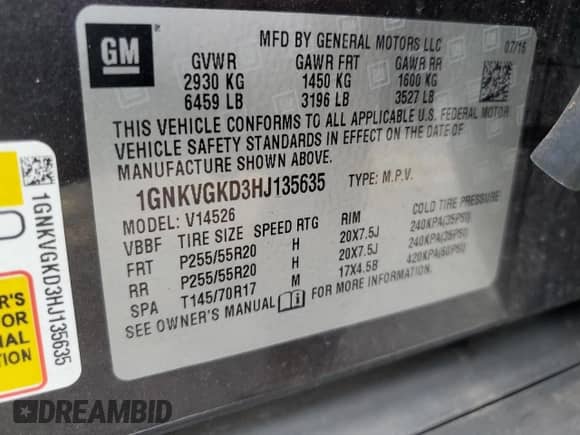 GM
MFD BY GENERAL MOTORS LLC 07/16
GVWR GAWR FRT GAWR RR
2930 KG 1450 KG 1600 KG
6459 LB 3196 LB 3527 LB
THIS VEHICLE CONFORMS TO ALL APPLICABLE U.S. FEDERAL MOTOR
VEHICLE SAFETY STANDARDS IN EFFECT ON THE DATE OF
MANUFACTURE SHOWN ABOVE.
1GNKVGKD3HJ135635 TYPE: M.P.V.
MODEL: V14526
VBBF TIRE SIZE SPEED RTG RIM COLD TIRE PRESSURE
FRT P255/55R20 H 20X7.5J 240KPA(35PSI)
RR P255/55R20 H 20X7.5J 240KPA(35PSI)
SPA T145/70R17 M 17X4.5B 420KPA(60PSI)
SEE OWNER'S MANUAL FOR MORE INFORMATION.
1GNKVGKD3HJ135635
ER'S
FOR
NAL
TION
DREAMBID